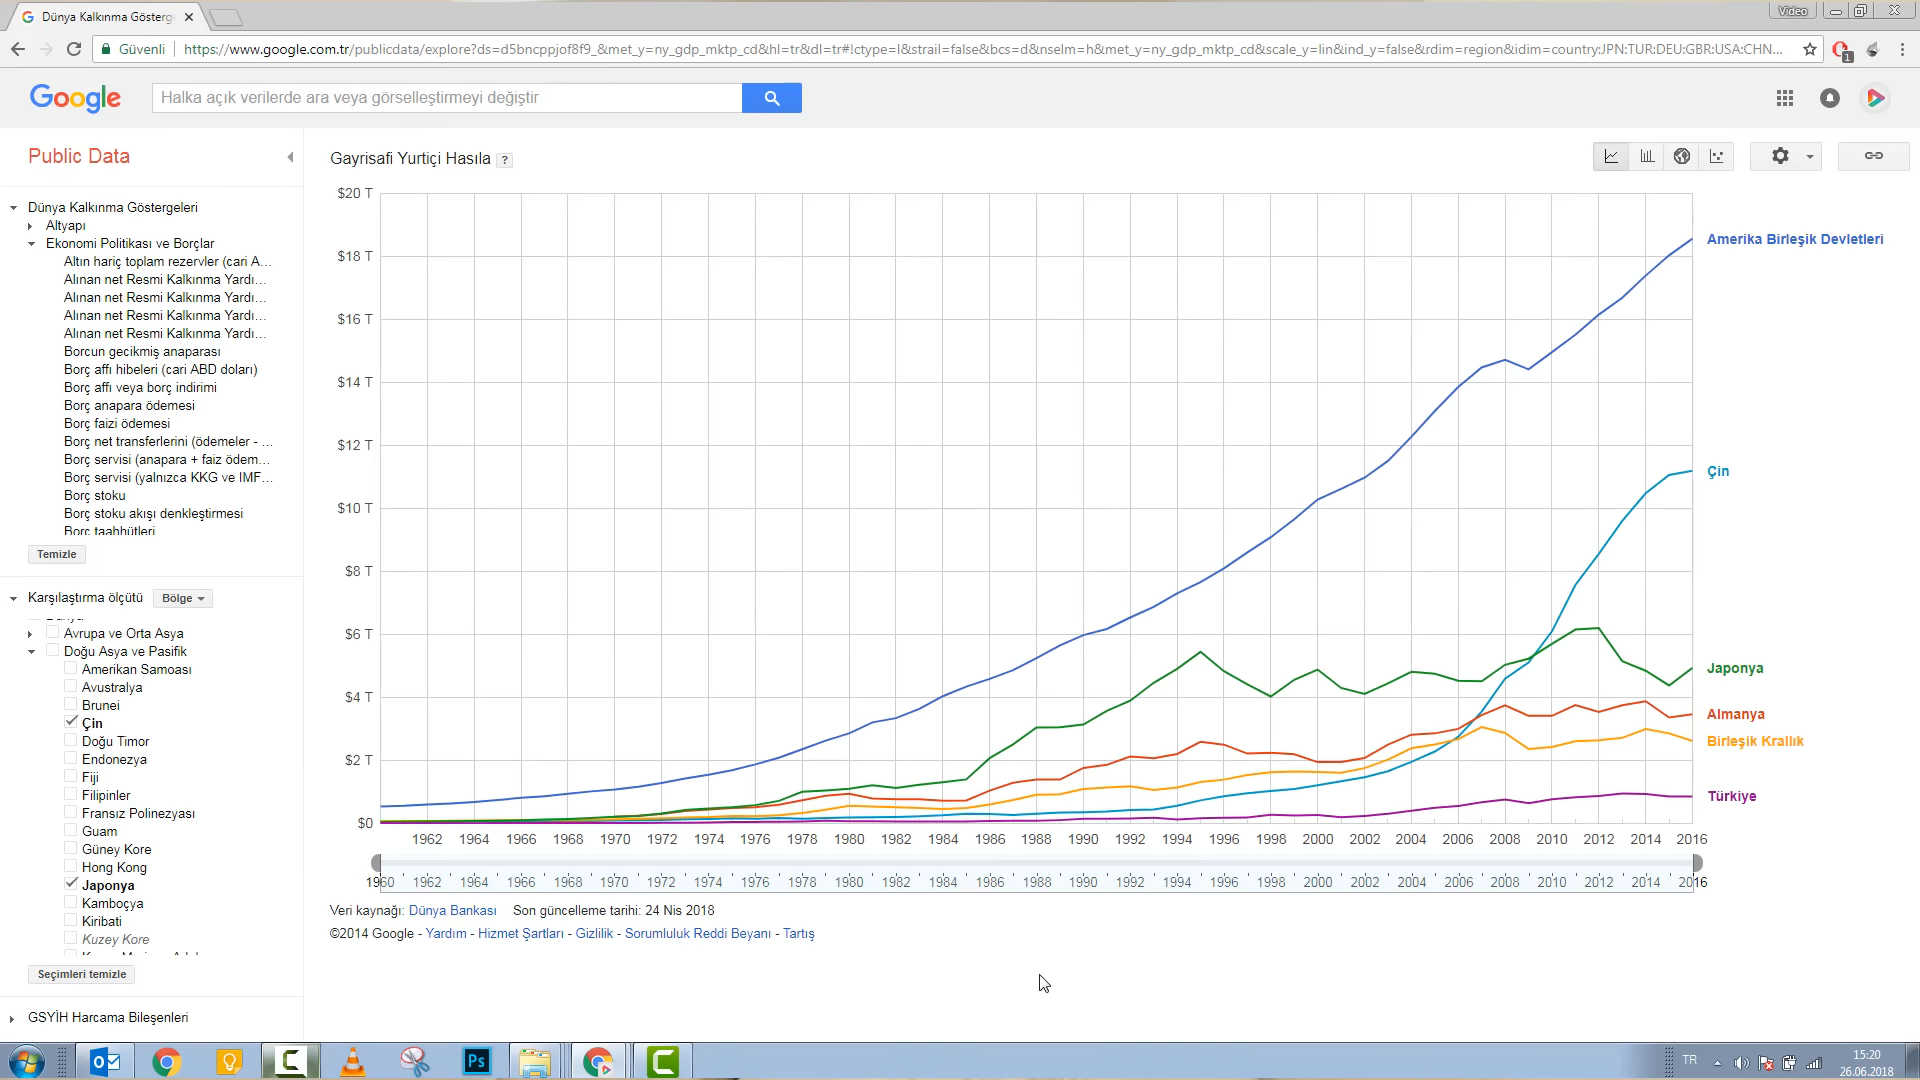 Dünya Kalkınma Gösterge
Video
Güvenli
https://www.google.com.tr/publicdata/explore?ds=d5bncppjof8f9_&met_y=ny_gdp_mktp_cd&hl=tr&dl=tr#!ctype=l&strail=false&bcs=d&nselm=h&met_y=ny_gdp_mktp_cd&scale_y=lin&ind_y=false&rdim=region&idim=country:JPN:TUR:DEU:GBR:USA:CHN...
1
Google
Halka açık verilerde ara veya görselleştirmeyi değiştir
Public Data
Dünya Kalkınma Göstergeleri
Altyapı
Ekonomi Politikası ve Borçlar
Altın hariç toplam rezervler (cari A...
Alınan net Resmi Kalkınma Yardı...
Alınan net Resmi Kalkınma Yardı...
Alınan net Resmi Kalkınma Yardı...
Alınan net Resmi Kalkınma Yardı...
Borcun gecikmiş anaparası
Borç affı hibeleri (cari ABD doları)
Borç affı veya borç indirimi
Borç anapara ödemesi
Borç faizi ödemesi
Borç net transferlerini (ödemeler - ...
Borç servisi (anapara + faiz ödem...
Borç servisi (yalnızca KKG ve IMF...
Borç stoku
Borç stoku akışı denkleştirmesi
Borç taahhütleri
Temizle
Karşılaştırma ölçütü
Bölge
Dünya
Avrupa ve Orta Asya
Doğu Asya ve Pasifik
Amerikan Samoası
Avustralya
Brunei
Çin
Doğu Timor
Endonezya
Fiji
Filipinler
Fransız Polinezyası
Guam
Güney Kore
Hong Kong
Japonya
Kamboçya
Kiribati
Kuzey Kore
Seçimleri temizle
GSYİH Harcama Bileşenleri
Gayrisafi Yurtiçi Hasıla ?
$20 T
$18 T
$16 T
$14 T
$12 T
$10 T
$8 T
$6 T
$4 T
$2 T
$0
Amerika Birleşik Devletleri
Çin
Japonya
Almanya
Birleşik Krallık
Türkiye
1962 1964 1966 1968 1970 1972 1974 1976 1978 1980 1982 1984 1986 1988 1990 1992 1994 1996 1998 2000 2002 2004 2006 2008 2010 2012 2014 2016
1960 1962 1964 1966 1968 1970 1972 1974 1976 1978 1980 1982 1984 1986 1988 1990 1992 1994 1996 1998 2000 2002 2004 2006 2008 2010 2012 2014 2016
Veri kaynağı: Dünya Bankası Son güncelleme tarihi: 24 Nis 2018
©2014 Google - Yardım - Hizmet Şartları - Gizlilik - Sorumluluk Reddi Beyanı - Tartış
Ps
TR
15:20
26.06.2018